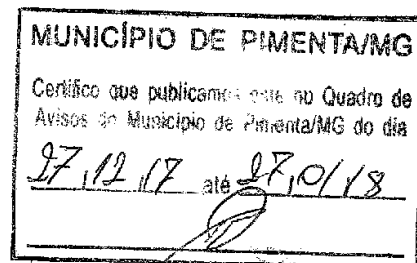 MUNICÍPIO DE PIMENTA/MG
Certifico que publicamos este no Quadro de
Avisos do Município de Pimenta/MG do dia
27,12,17 até 27,01,18